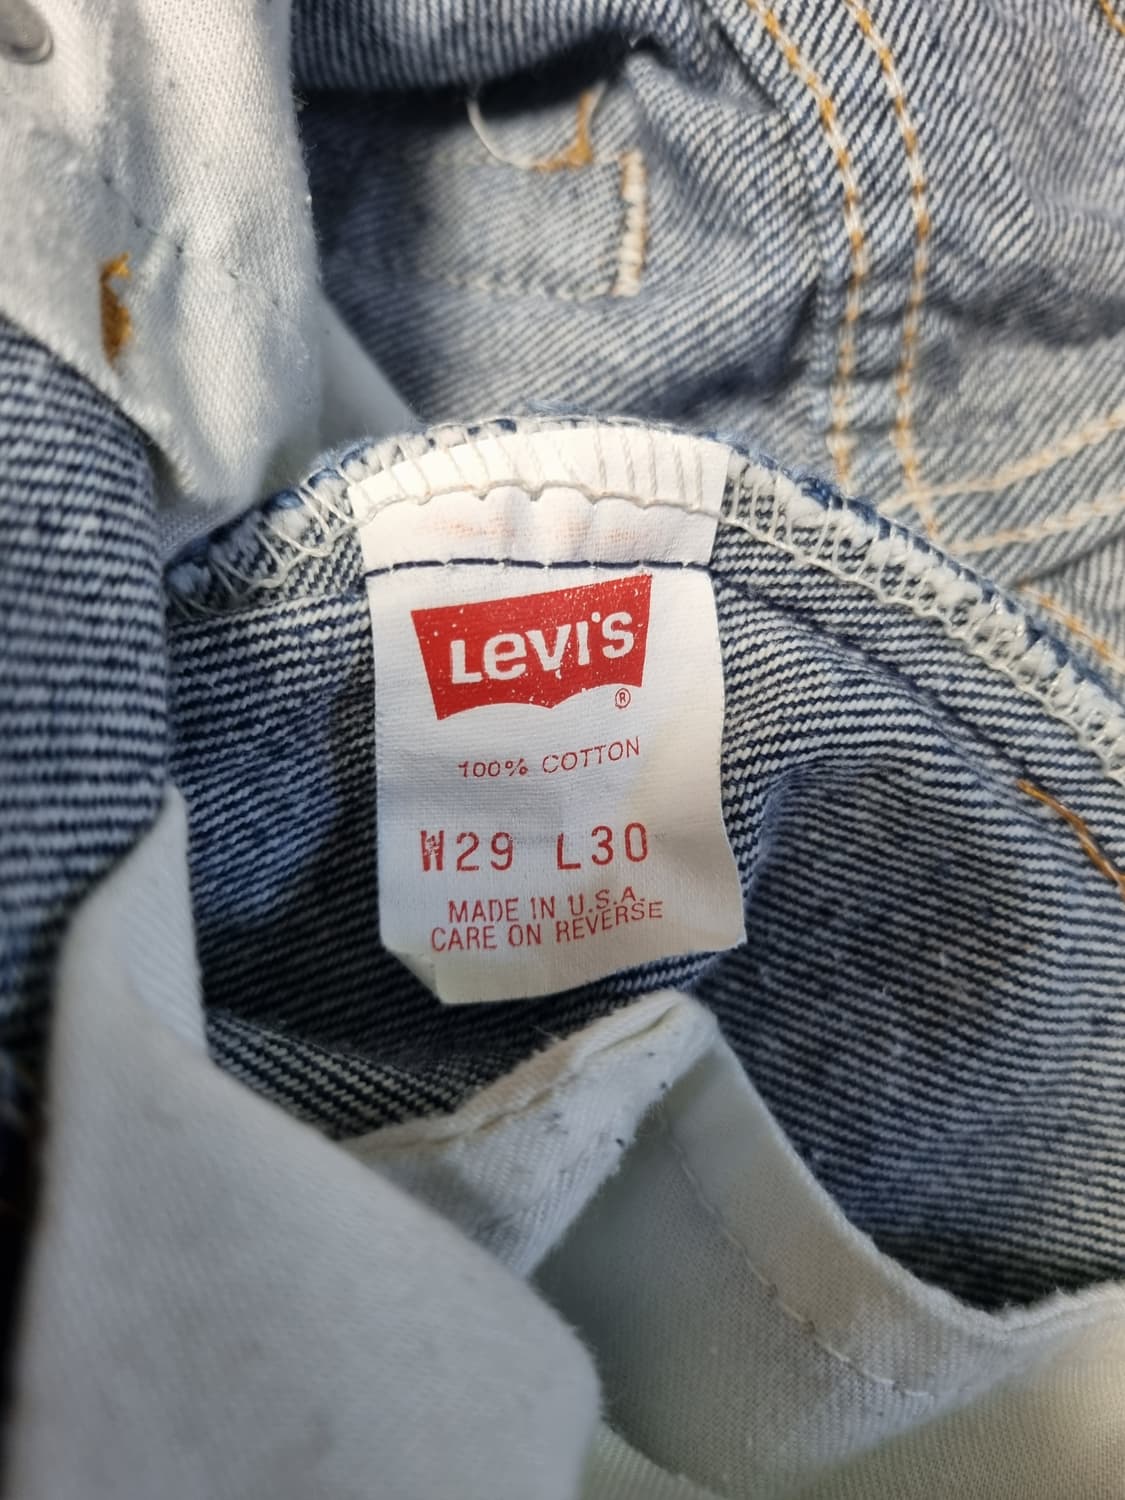 Levi's
®
100% COTTON
W29 L30
MADE IN U.S.A.
CARE ON REVERSE